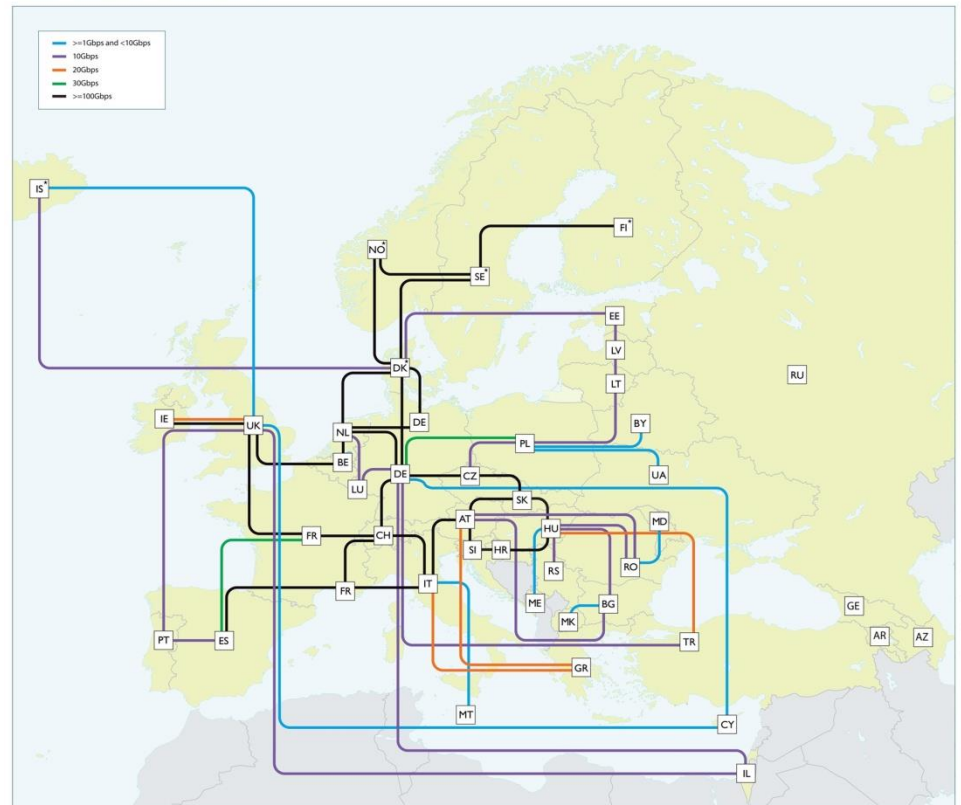 >=1Gbps and <10Gbps
10Gbps
20Gbps
30Gbps
>=100Gbps
IS*
FI*
NO*
SE*
EE
LV
DK*
RU
LT
IE
UK
DE
BY
NL
PL
BE
DE
CZ
UA
LU
SK
AT
MD
HU
FR
CH
SI
HR
RS
RO
IT
FR
ME
BG
GE
MK
AR
AZ
PT
ES
TR
GR
MT
CY
IL